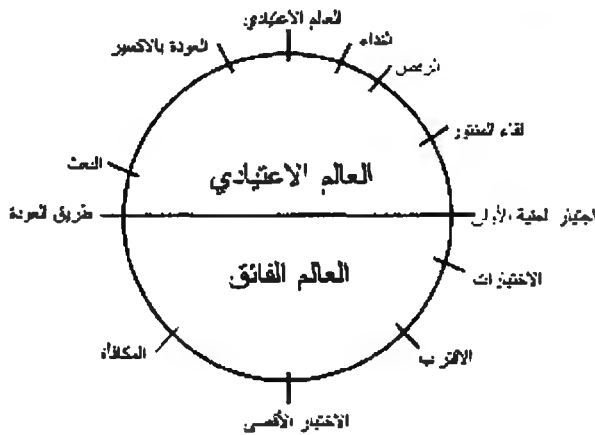 العالم الاعتيادي
النداء
الرفض
لقاء المنتور
اجتياز العتبة الأولى
الاختبارات
الاقتراب
الاختبار الأقصى
المكافأة
طريق العودة
البعث
العودة بالاكسير
العالم الاعتيادي
العالم الفائق